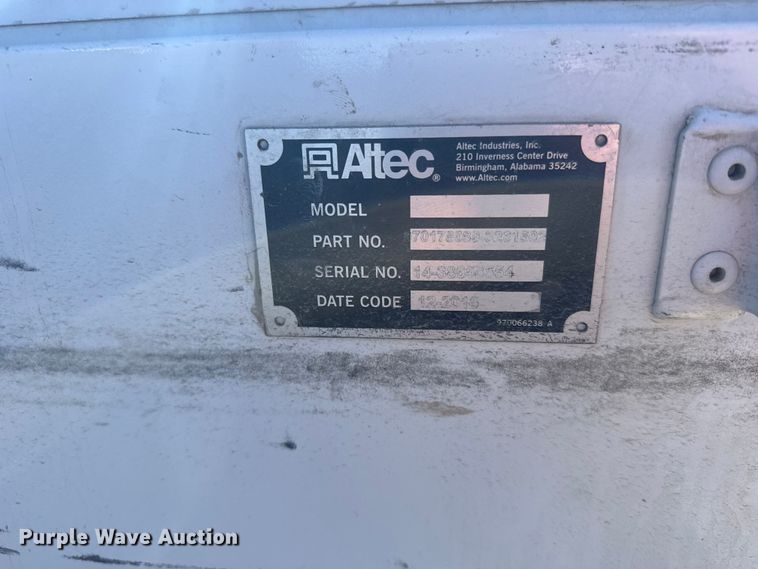 Altec®
Altec Industries, Inc.
210 Inverness Center Drive
Birmingham, Alabama 35242
www.Altec.com
MODEL
PART NO.
SERIAL NO.
DATE CODE
970066238 A
Purple Wave Auction